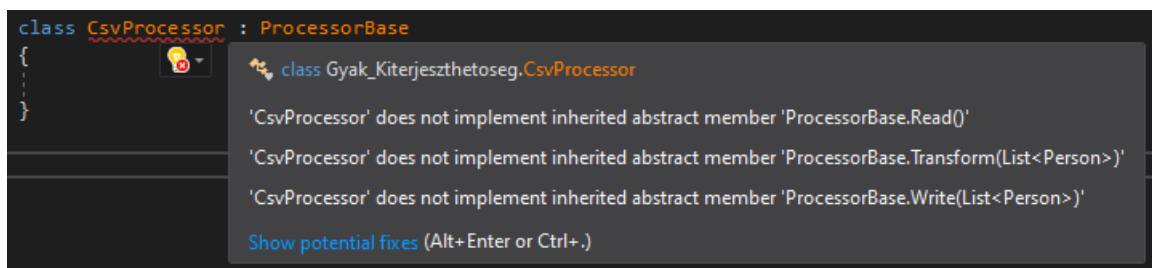 class CsvProcessor : ProcessorBase
{
class Gyak_Kiterjeszthetoseg.CsvProcessor
}
'CsvProcessor' does not implement inherited abstract member 'ProcessorBase.Read()'
'CsvProcessor' does not implement inherited abstract member 'ProcessorBase.Transform(List<Person>)'
'CsvProcessor' does not implement inherited abstract member 'ProcessorBase.Write(List<Person>)'
Show potential fixes (Alt+Enter or Ctrl+.)